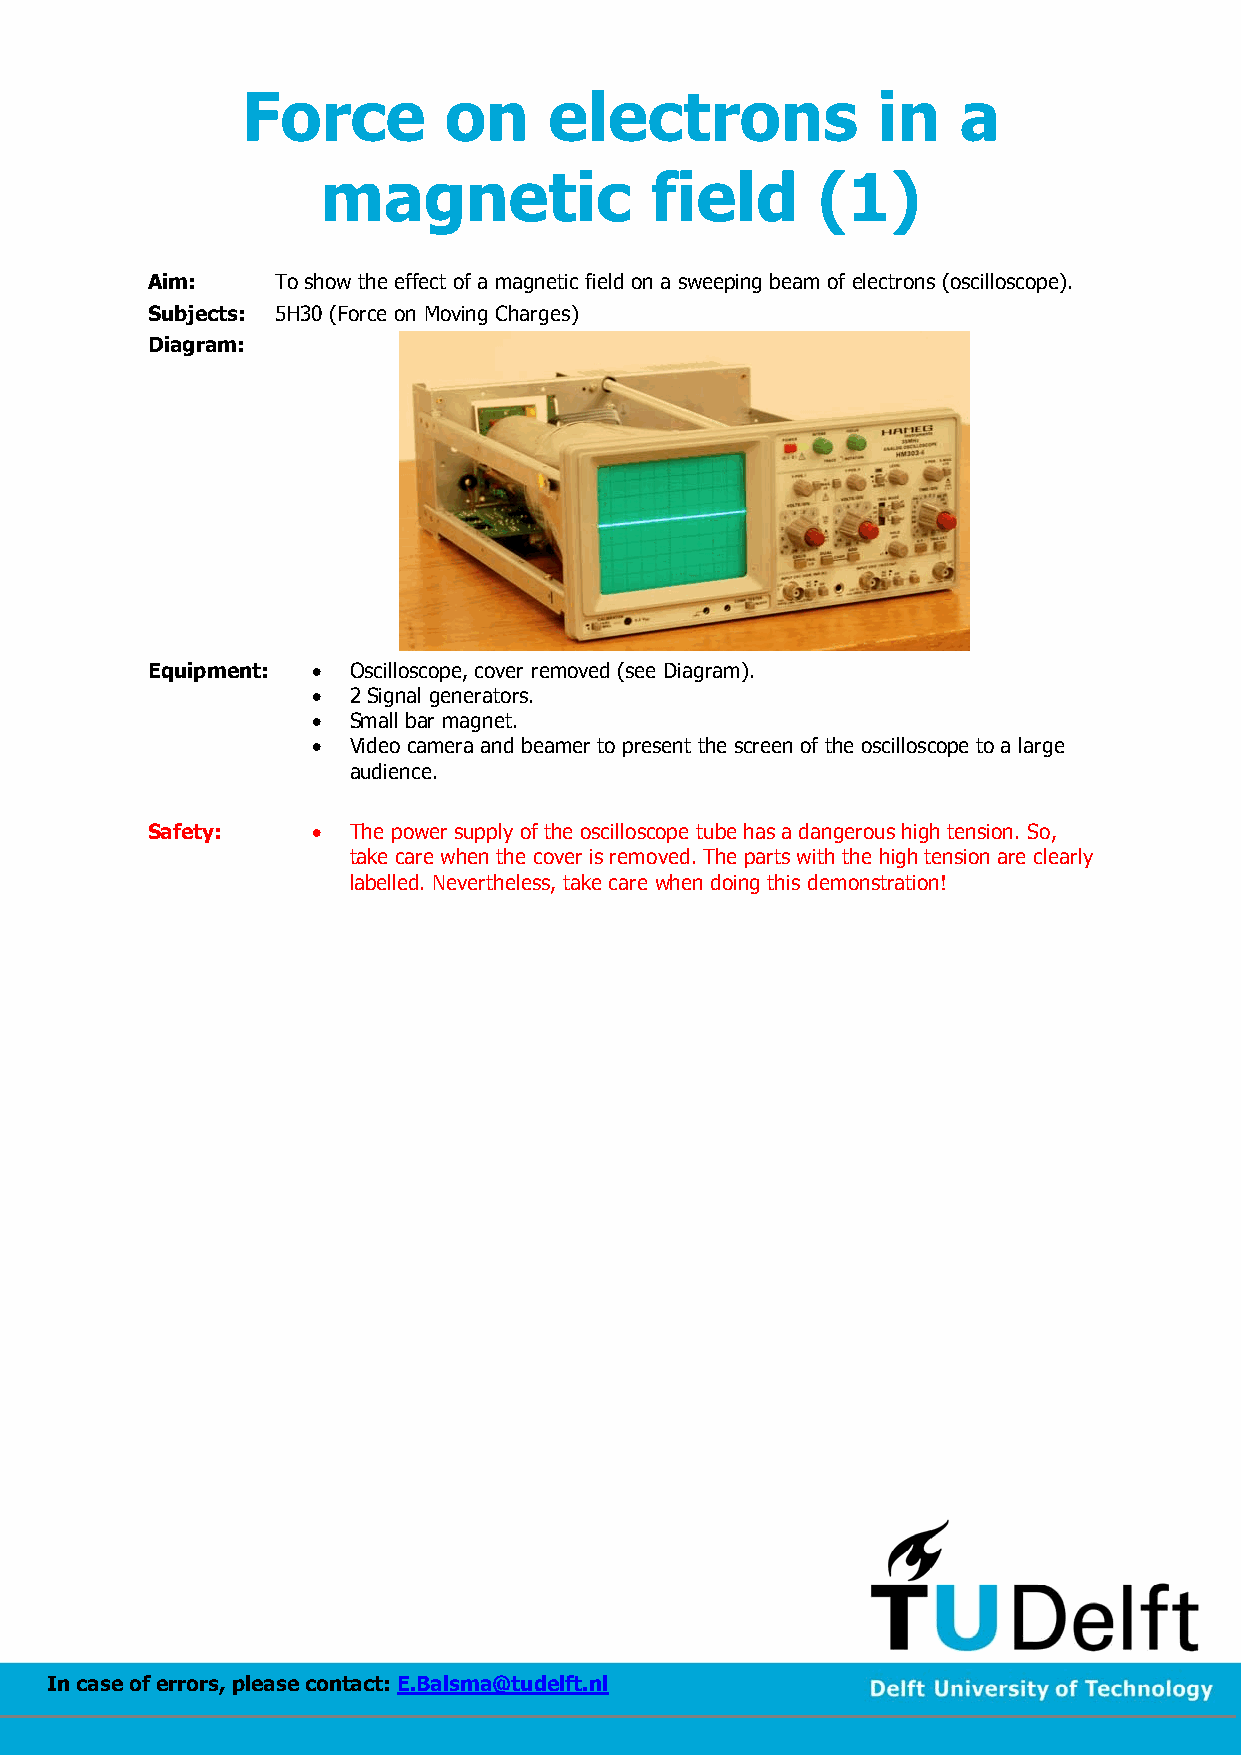 Force on electrons in a
magnetic field (1)
Aim: To show the effect of a magnetic field on a sweeping beam of electrons (oscilloscope).
Subjects: 5H30 (Force on Moving Charges)
Diagram:
HAMEG
Instruments
ANALOG OSCILLOSCOPE
HM303-6
POWER
Equipment: • Oscilloscope, cover removed (see Diagram).
• 2 Signal generators.
• Small bar magnet.
• Video camera and beamer to present the screen of the oscilloscope to a large
audience.
Safety: • The power supply of the oscilloscope tube has a dangerous high tension. So,
take care when the cover is removed. The parts with the high tension are clearly
labelled. Nevertheless, take care when doing this demonstration!
TUDelft
In case of errors, please contact: E.Balsma@tudelft.nl
Delft University of Technology